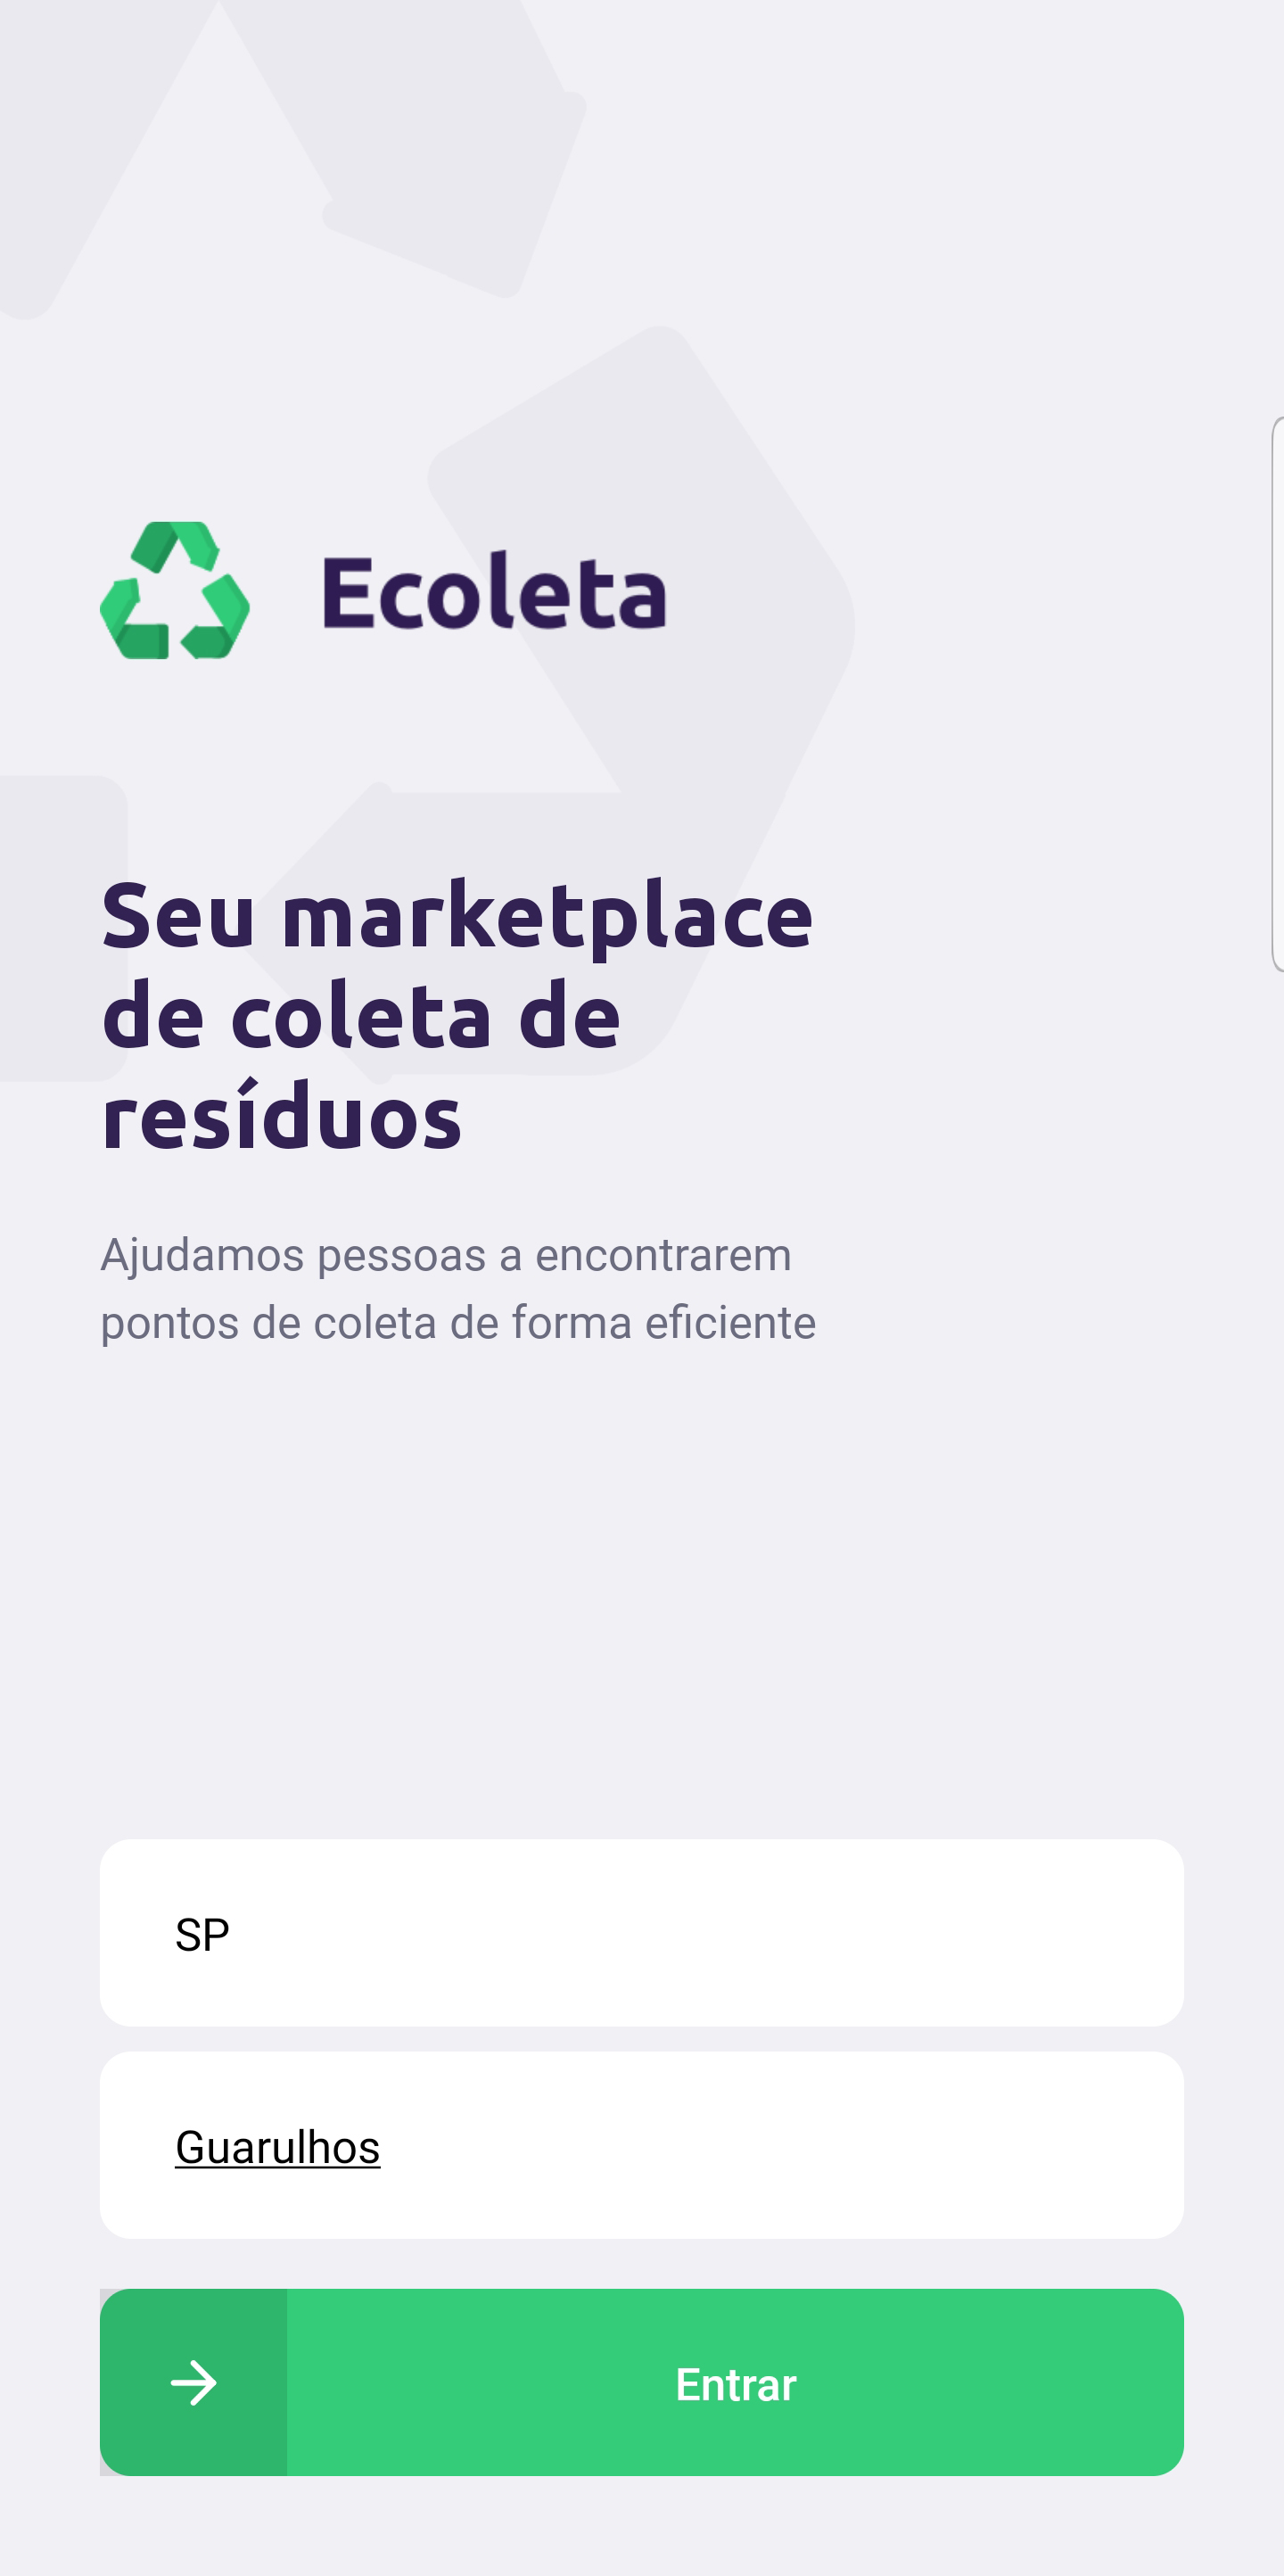 Ecoleta
Seu marketplace
de coleta de
resíduos
Ajudamos pessoas a encontrarem
pontos de coleta de forma eficiente
SP
Guarulhos
Entrar